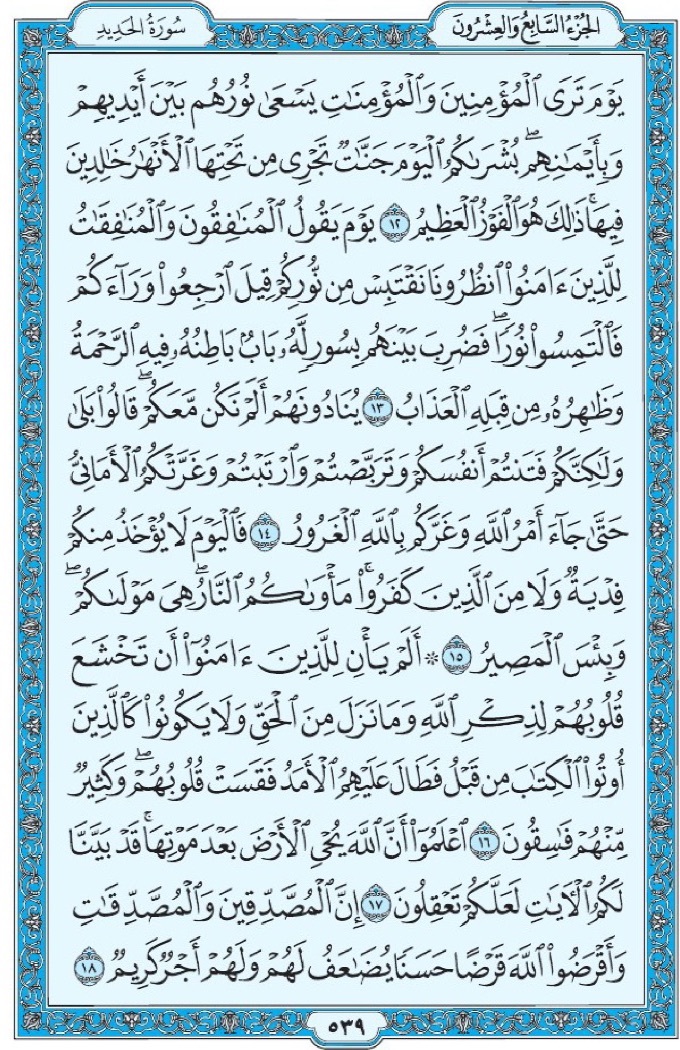 الجُزْءُ السَّابِعُ وَالعِشْرُونَ
سُورَةُ الحَدِيدِ
يَوْمَ تَرَى ٱلْمُؤْمِنِينَ وَٱلْمُؤْمِنَٰتِ يَسْعَىٰ نُورُهُم بَيْنَ أَيْدِيهِمْ
وَبِأَيْمَٰنِهِمۖ بُشْرَىٰكُمُ ٱلْيَوْمَ جَنَّٰتٌ تَجْرِى مِن تَحْتِهَا ٱلْأَنْهَٰرُ خَٰلِدِينَ
فِيهَاۚ ذَٰلِكَ هُوَ ٱلْفَوْزُ ٱلْعَظِيمُ ١٢ يَوْمَ يَقُولُ ٱلْمُنَٰفِقُونَ وَٱلْمُنَٰفِقَٰتُ
لِلَّذِينَ ءَامَنُوا۟ ٱنظُرُونَا نَقْتَبِسْ مِن نُّورِكُمْ قِيلَ ٱرْجِعُوا۟ وَرَآءَكُمْ
فَٱلْتَمِسُوا۟ نُورًاۖ فَضُرِبَ بَيْنَهُم بِسُورٍ لَّهُۥ بَابٌۢ بَاطِنُهُۥ فِيهِ ٱلرَّحْمَةُ
وَظَٰهِرُهُۥ مِن قِبَلِهِ ٱلْعَذَابُ ١٣ يُنَادُونَهُمْ أَلَمْ نَكُن مَّعَكُمْۖ قَالُوا۟ بَلَىٰ
وَلَٰكِنَّكُمْ فَتَنتُمْ أَنفُسَكُمْ وَتَرَبَّصْتُمْ وَٱرْتَبْتُمْ وَغَرَّتْكُمُ ٱلْأَمَانِىُّ
حَتَّىٰ جَآءَ أَمْرُ ٱللَّهِ وَغَرَّكُم بِٱللَّهِ ٱلْغَرُورُ ١٤ فَٱلْيَوْمَ لَا يُؤْخَذُ مِنكُمْ
فِدْيَةٌ وَلَا مِنَ ٱلَّذِينَ كَفَرُوا۟ۚ مَأْوَىٰكُمُ ٱلنَّارُۖ هِىَ مَوْلَىٰكُمْۖ
وَبِئْسَ ٱلْمَصِيرُ ١٥ ۞ أَلَمْ يَأْنِ لِلَّذِينَ ءَامَنُوٓا۟ أَن تَخْشَعَ
قُلُوبُهُمْ لِذِكْرِ ٱللَّهِ وَمَا نَزَلَ مِنَ ٱلْحَقِّ وَلَا يَكُونُوا۟ كَٱلَّذِينَ
أُوتُوا۟ ٱلْكِتَٰبَ مِن قَبْلُ فَطَالَ عَلَيْهِمُ ٱلْأَمَدُ فَقَسَتْ قُلُوبُهُمْۖ وَكَثِيرٌ
مِّنْهُمْ فَٰسِقُونَ ١٦ ٱعْلَمُوٓا۟ أَنَّ ٱللَّهَ يُحْىِ ٱلْأَرْضَ بَعْدَ مَوْتِهَاۚ قَدْ بَيَّنَّا
لَكُمُ ٱلْءَايَٰتِ لَعَلَّكُمْ تَعْقِلُونَ ١٧ إِنَّ ٱلْمُصَّدِّقِينَ وَٱلْمُصَّدِّقَٰتِ
وَأَقْرَضُوا۟ ٱللَّهَ قَرْضًا حَسَنًا يُضَٰعَفُ لَهُمْ وَلَهُمْ أَجْرٌ كَرِيمٌ ١٨
٥٣٩